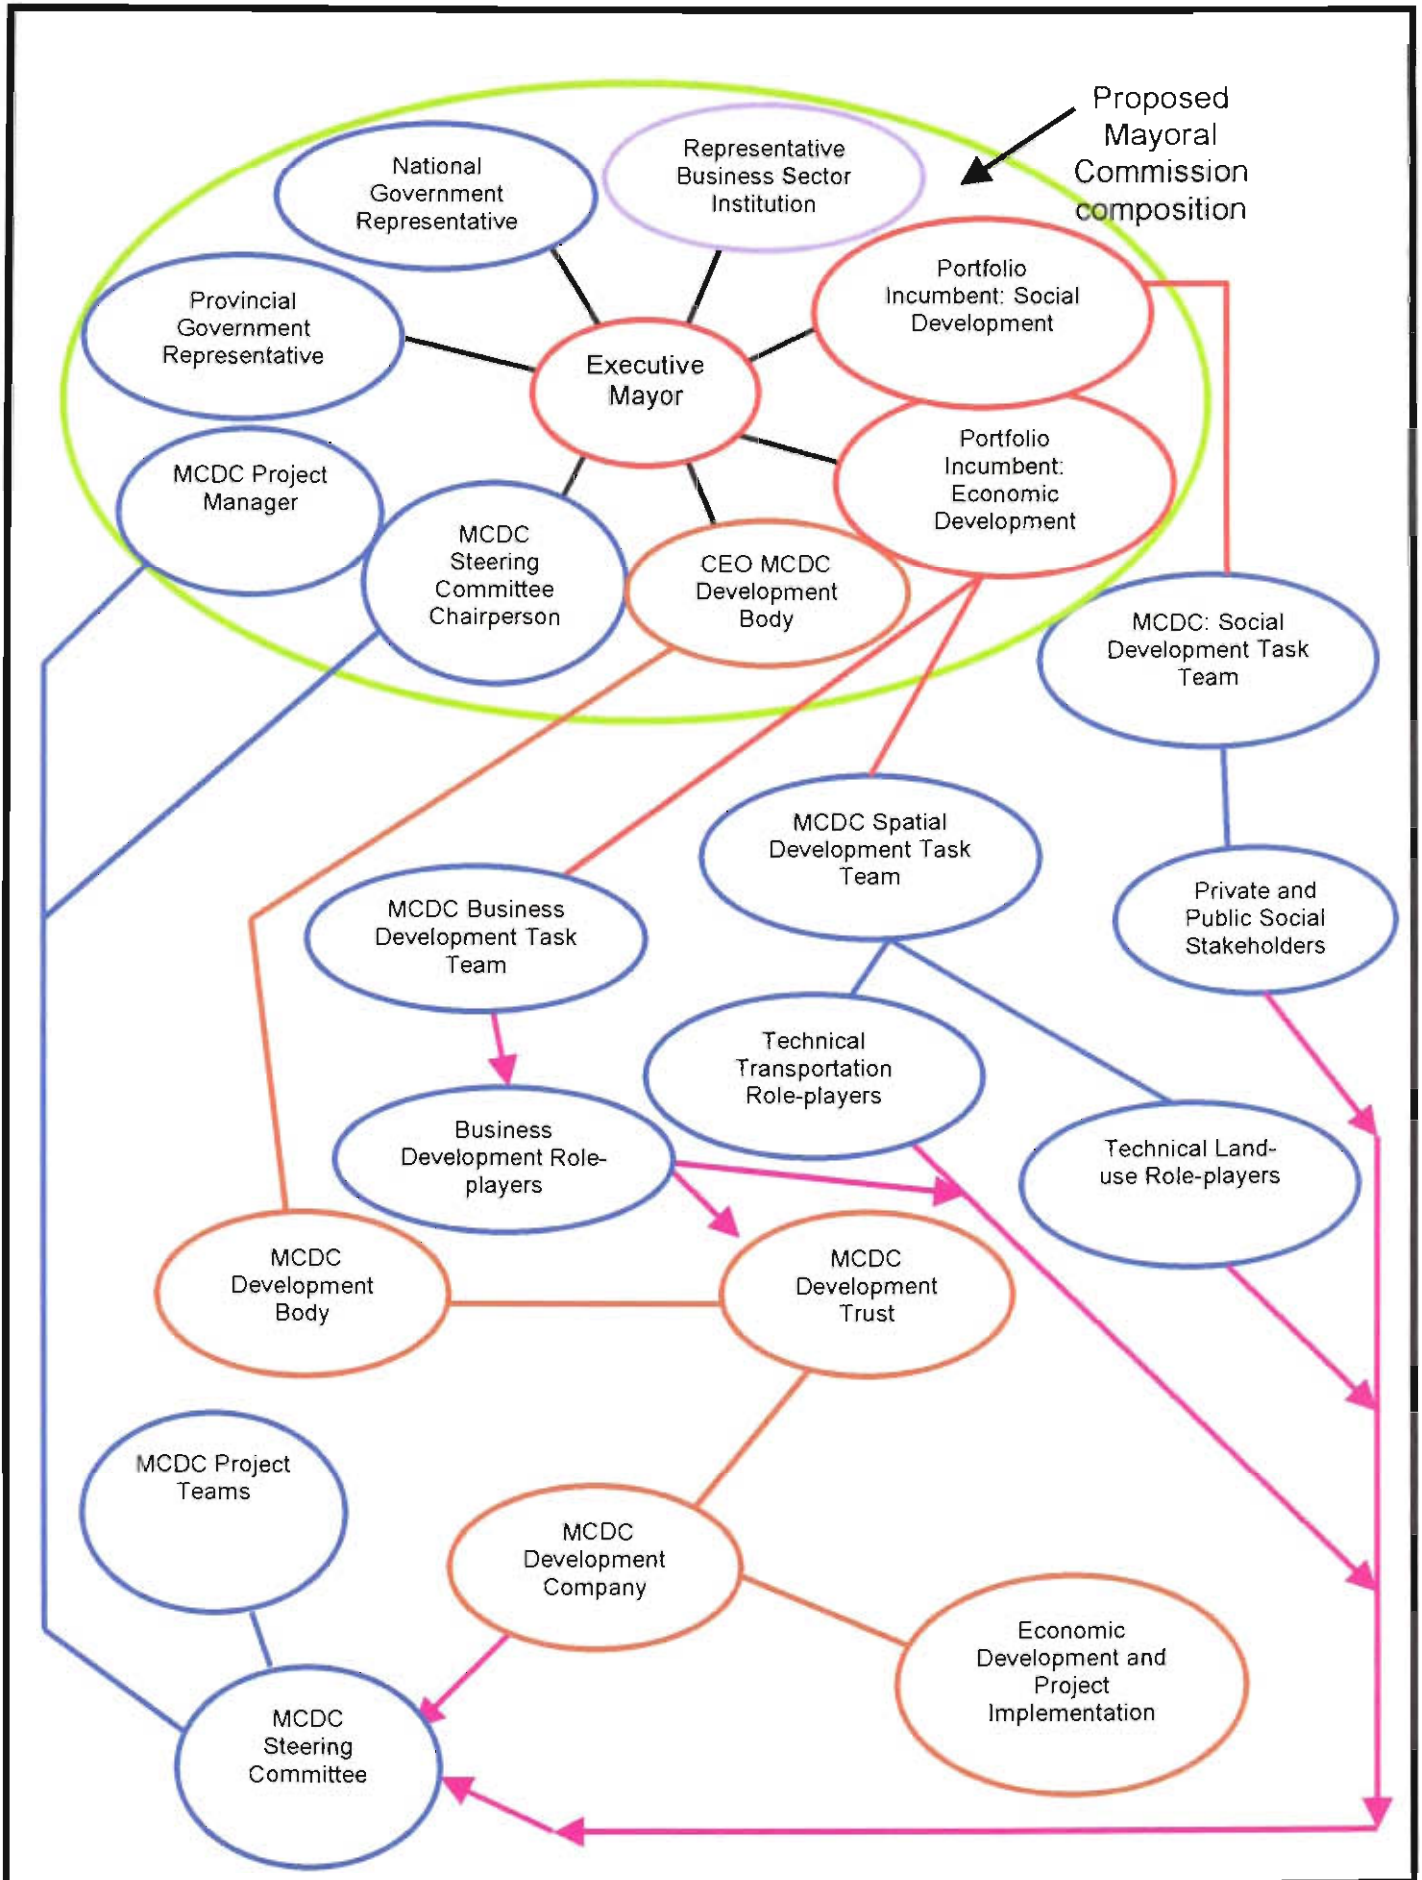 Proposed
Mayoral
Commission
composition
National
Government
Representative
Representative
Business Sector
Institution
Provincial
Government
Representative
Executive
Mayor
Portfolio
Incumbent: Social
Development
Portfolio
Incumbent:
Economic
Development
MCDC Project
Manager
MCDC
Steering
Committee
Chairperson
CEO MCDC
Development
Body
MCDC: Social
Development Task
Team
MCDC Spatial
Development Task
Team
MCDC Business
Development Task
Team
Private and
Public Social
Stakeholders
Technical
Transportation
Role-players
Business
Development Role-
players
Technical Land-
use Role-players
MCDC
Development
Body
MCDC
Development
Trust
MCDC Project
Teams
MCDC
Development
Company
Economic
Development and
Project
Implementation
MCDC
Steering
Committee